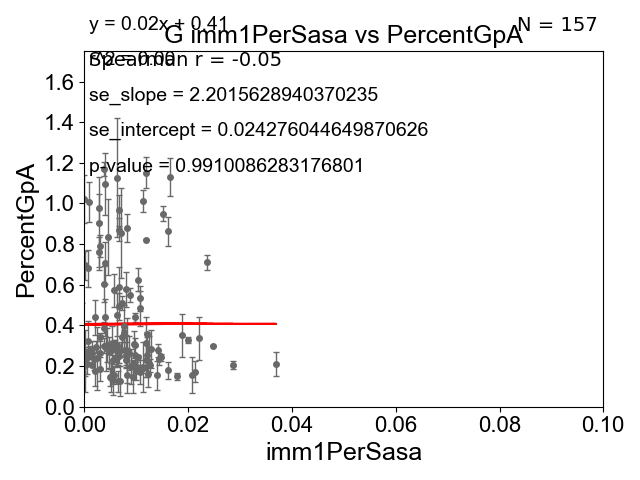 y = 0.02x + 0.41
N = 157
G imm1PerSasa vs PercentGpA
R^2 = 0.00
Spearman r = -0.05
se_slope = 2.2015628940370235
se_intercept = 0.024276044649870626
p-value = 0.9910086283176801
1.6
1.4
1.2
1.0
0.8
0.6
0.4
0.2
0.0
PercentGpA
0.00
0.02
0.04
0.06
0.08
0.10
imm1PerSasa